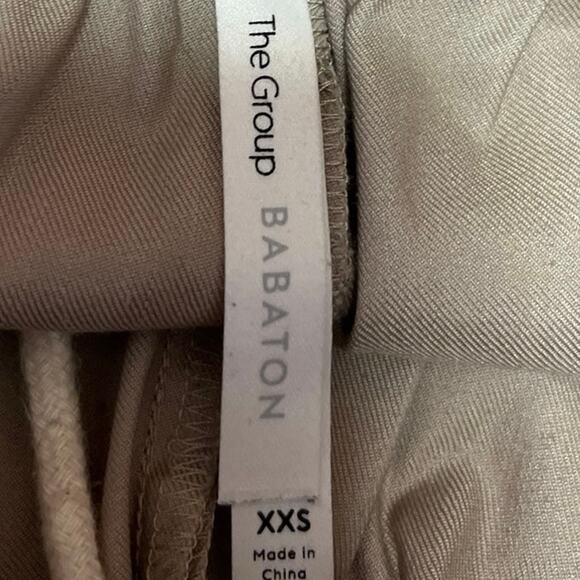 The Group BABATON
XXS
Made in
China